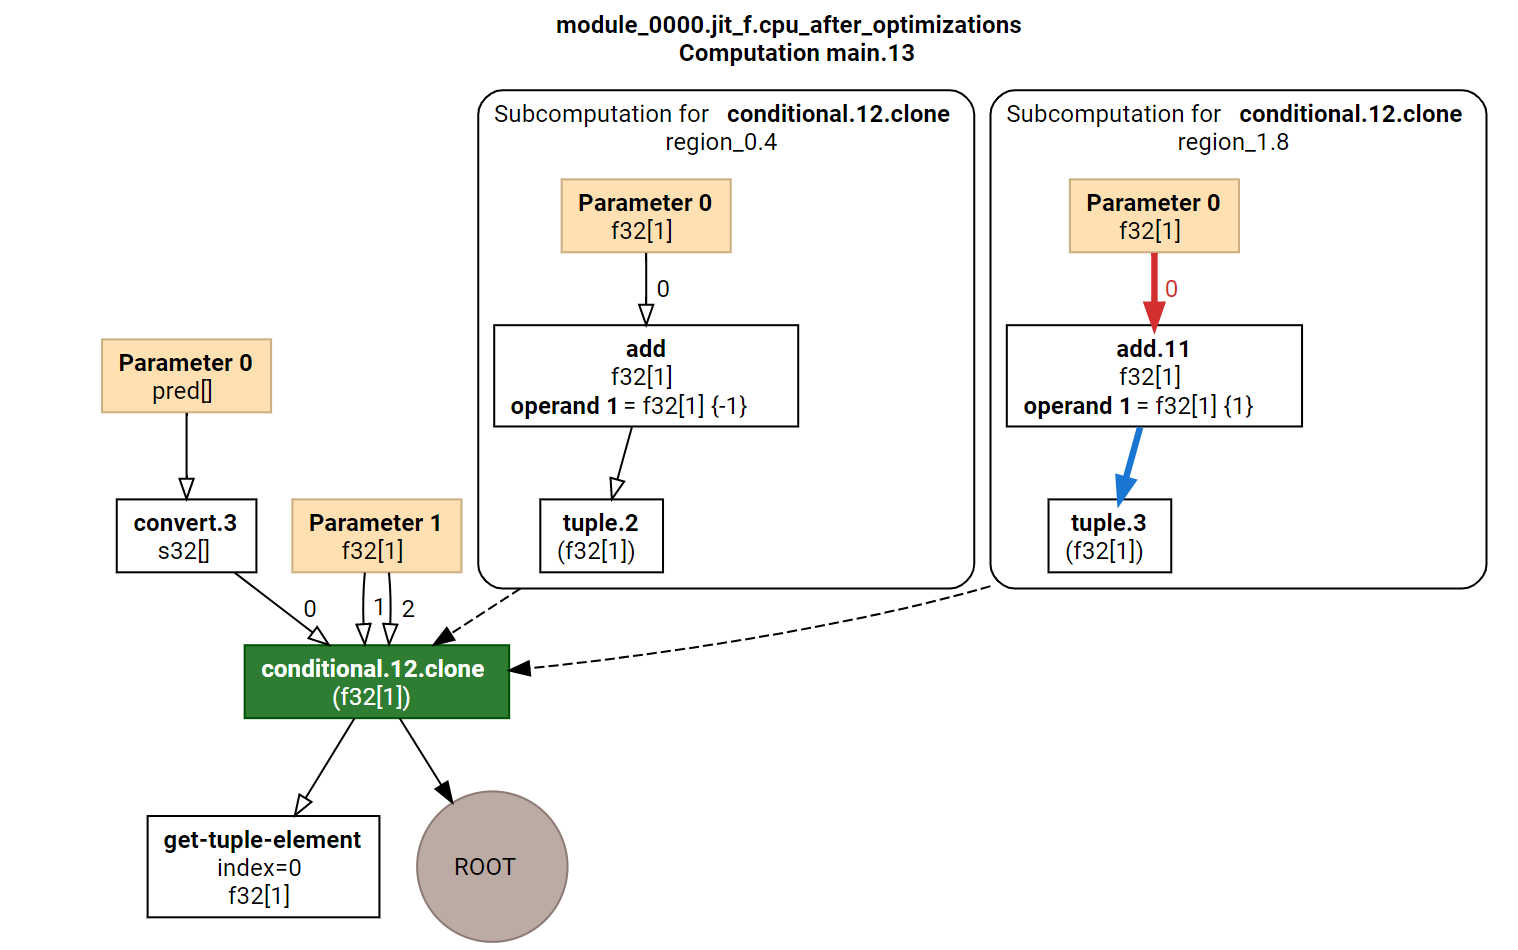 module_0000.jit_f.cpu_after_optimizations
Computation main.13
Subcomputation for conditional.12.clone
region_0.4
Parameter 0
f32[1]
0
add
f32[1]
operand 1 = f32[1] {-1}
tuple.2
(f32[1])
Subcomputation for conditional.12.clone
region_1.8
Parameter 0
f32[1]
0
add.11
f32[1]
operand 1 = f32[1] {1}
tuple.3
(f32[1])
Parameter 0
pred[]
convert.3
s32[]
Parameter 1
f32[1]
0
1
2
conditional.12.clone
(f32[1])
get-tuple-element
index=0
f32[1]
ROOT